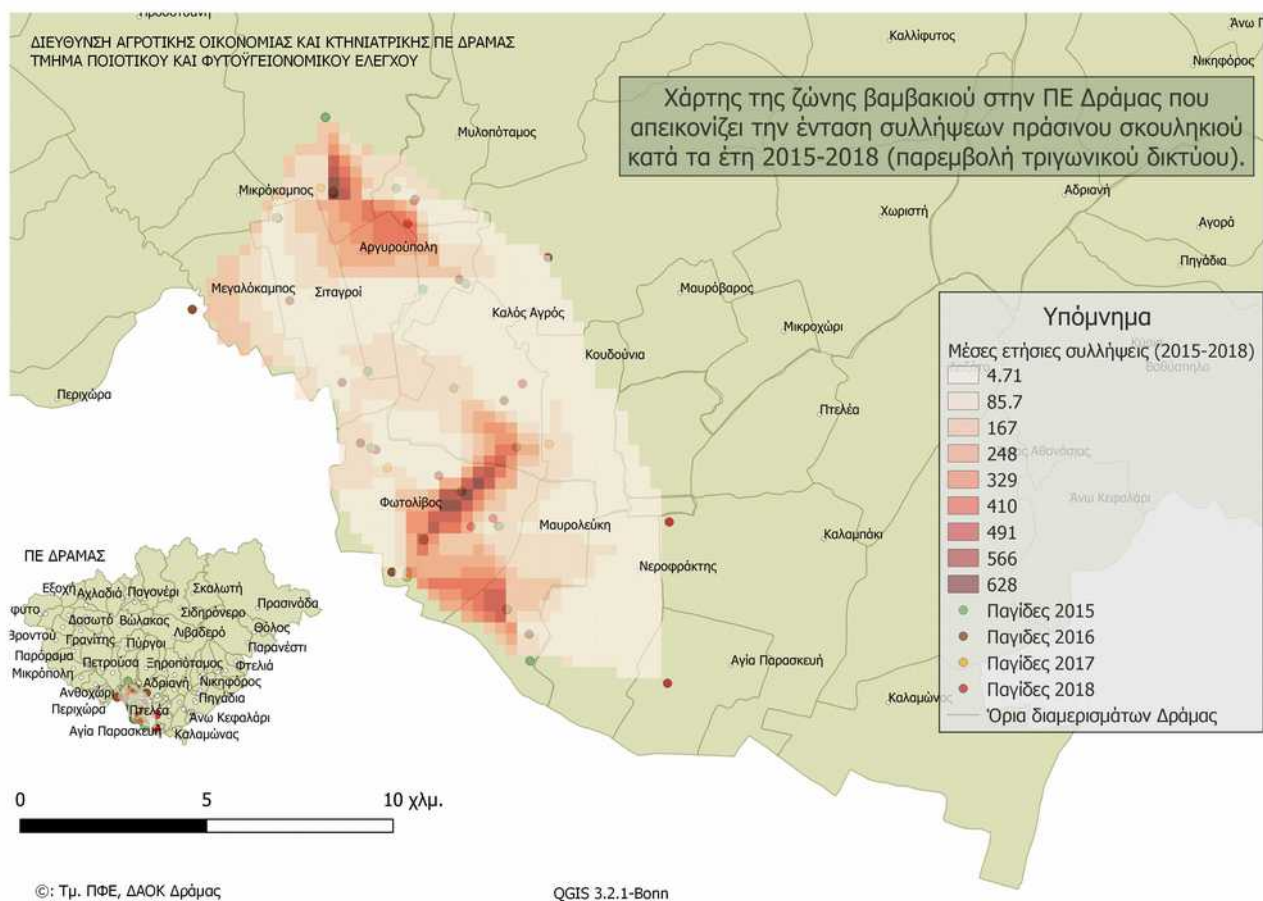 Προσοτσάνη
ΔΙΕΥΘΥΝΣΗ ΑΓΡΟΤΙΚΗΣ ΟΙΚΟΝΟΜΙΑΣ ΚΑΙ ΚΤΗΝΙΑΤΡΙΚΗΣ ΠΕ ΔΡΑΜΑΣ
ΤΜΗΜΑ ΠΟΙΟΤΙΚΟΥ ΚΑΙ ΦΥΤΟΫΓΕΙΟΝΟΜΙΚΟΥ ΕΛΕΓΧΟΥ
Καλλίφυτος
Νικηφόρος
Χάρτης της ζώνης βαμβακιού στην ΠΕ Δράμας που
απεικονίζει την ένταση συλλήψεων πράσινου σκουληκιού
κατά τα έτη 2015-2018 (παρεμβολή τριγωνικού δικτύου).
Μυλοπόταμος
Μικρόκαμπος
Αδριανή
Χωριστή
Αγορά
Αργυρούπολη
Πηγάδια
Μεγαλόκαμπος
Σιταγροί
Μαυρόβαρος
Καλός Αγρός
Μικροχώρι
Κουδούνια
Περιχώρα
Πτελέα
Φωτολίβος
Μαυρολεύκη
Καλαμπάκι
Νεροφράκτης
Αγία Παρασκευή
Καλαμώνας
Άνω Κεφαλάρι
Υπόμνημα
Μέσες ετήσιες συλλήψεις (2015-2018)
4.71
85.7
167
248
329
410
491
566
628
Παγίδες 2015
Παγιδες 2016
Παγίδες 2017
Παγίδες 2018
Όρια διαμερισμάτων Δράμας
ΠΕ ΔΡΑΜΑΣ
Εξοχή
Αχλαδιά
Παγονέρι
Σκαλωτή
Πρασινάδα
Δασωτό
Βώλακας
Σιδηρόνερο
Θόλος
Γρανίτης
Πύργοι
Λιβαδερό
Παρανέστι
Παρόραμα
Πετρούσα
Ξηροπόταμος
Φτελιά
Μικρόπολη
Ανθοχώρι
Αδριανή
Νικηφόρος
Πηγάδια
Περιχώρα
Πτελέα
Άνω Κεφαλάρι
Αγία Παρασκευή
Καλαμώνας
0 5 10 χλμ.
©: Τμ. ΠΦΕ, ΔΑΟΚ Δράμας
QGIS 3.2.1-Bonn